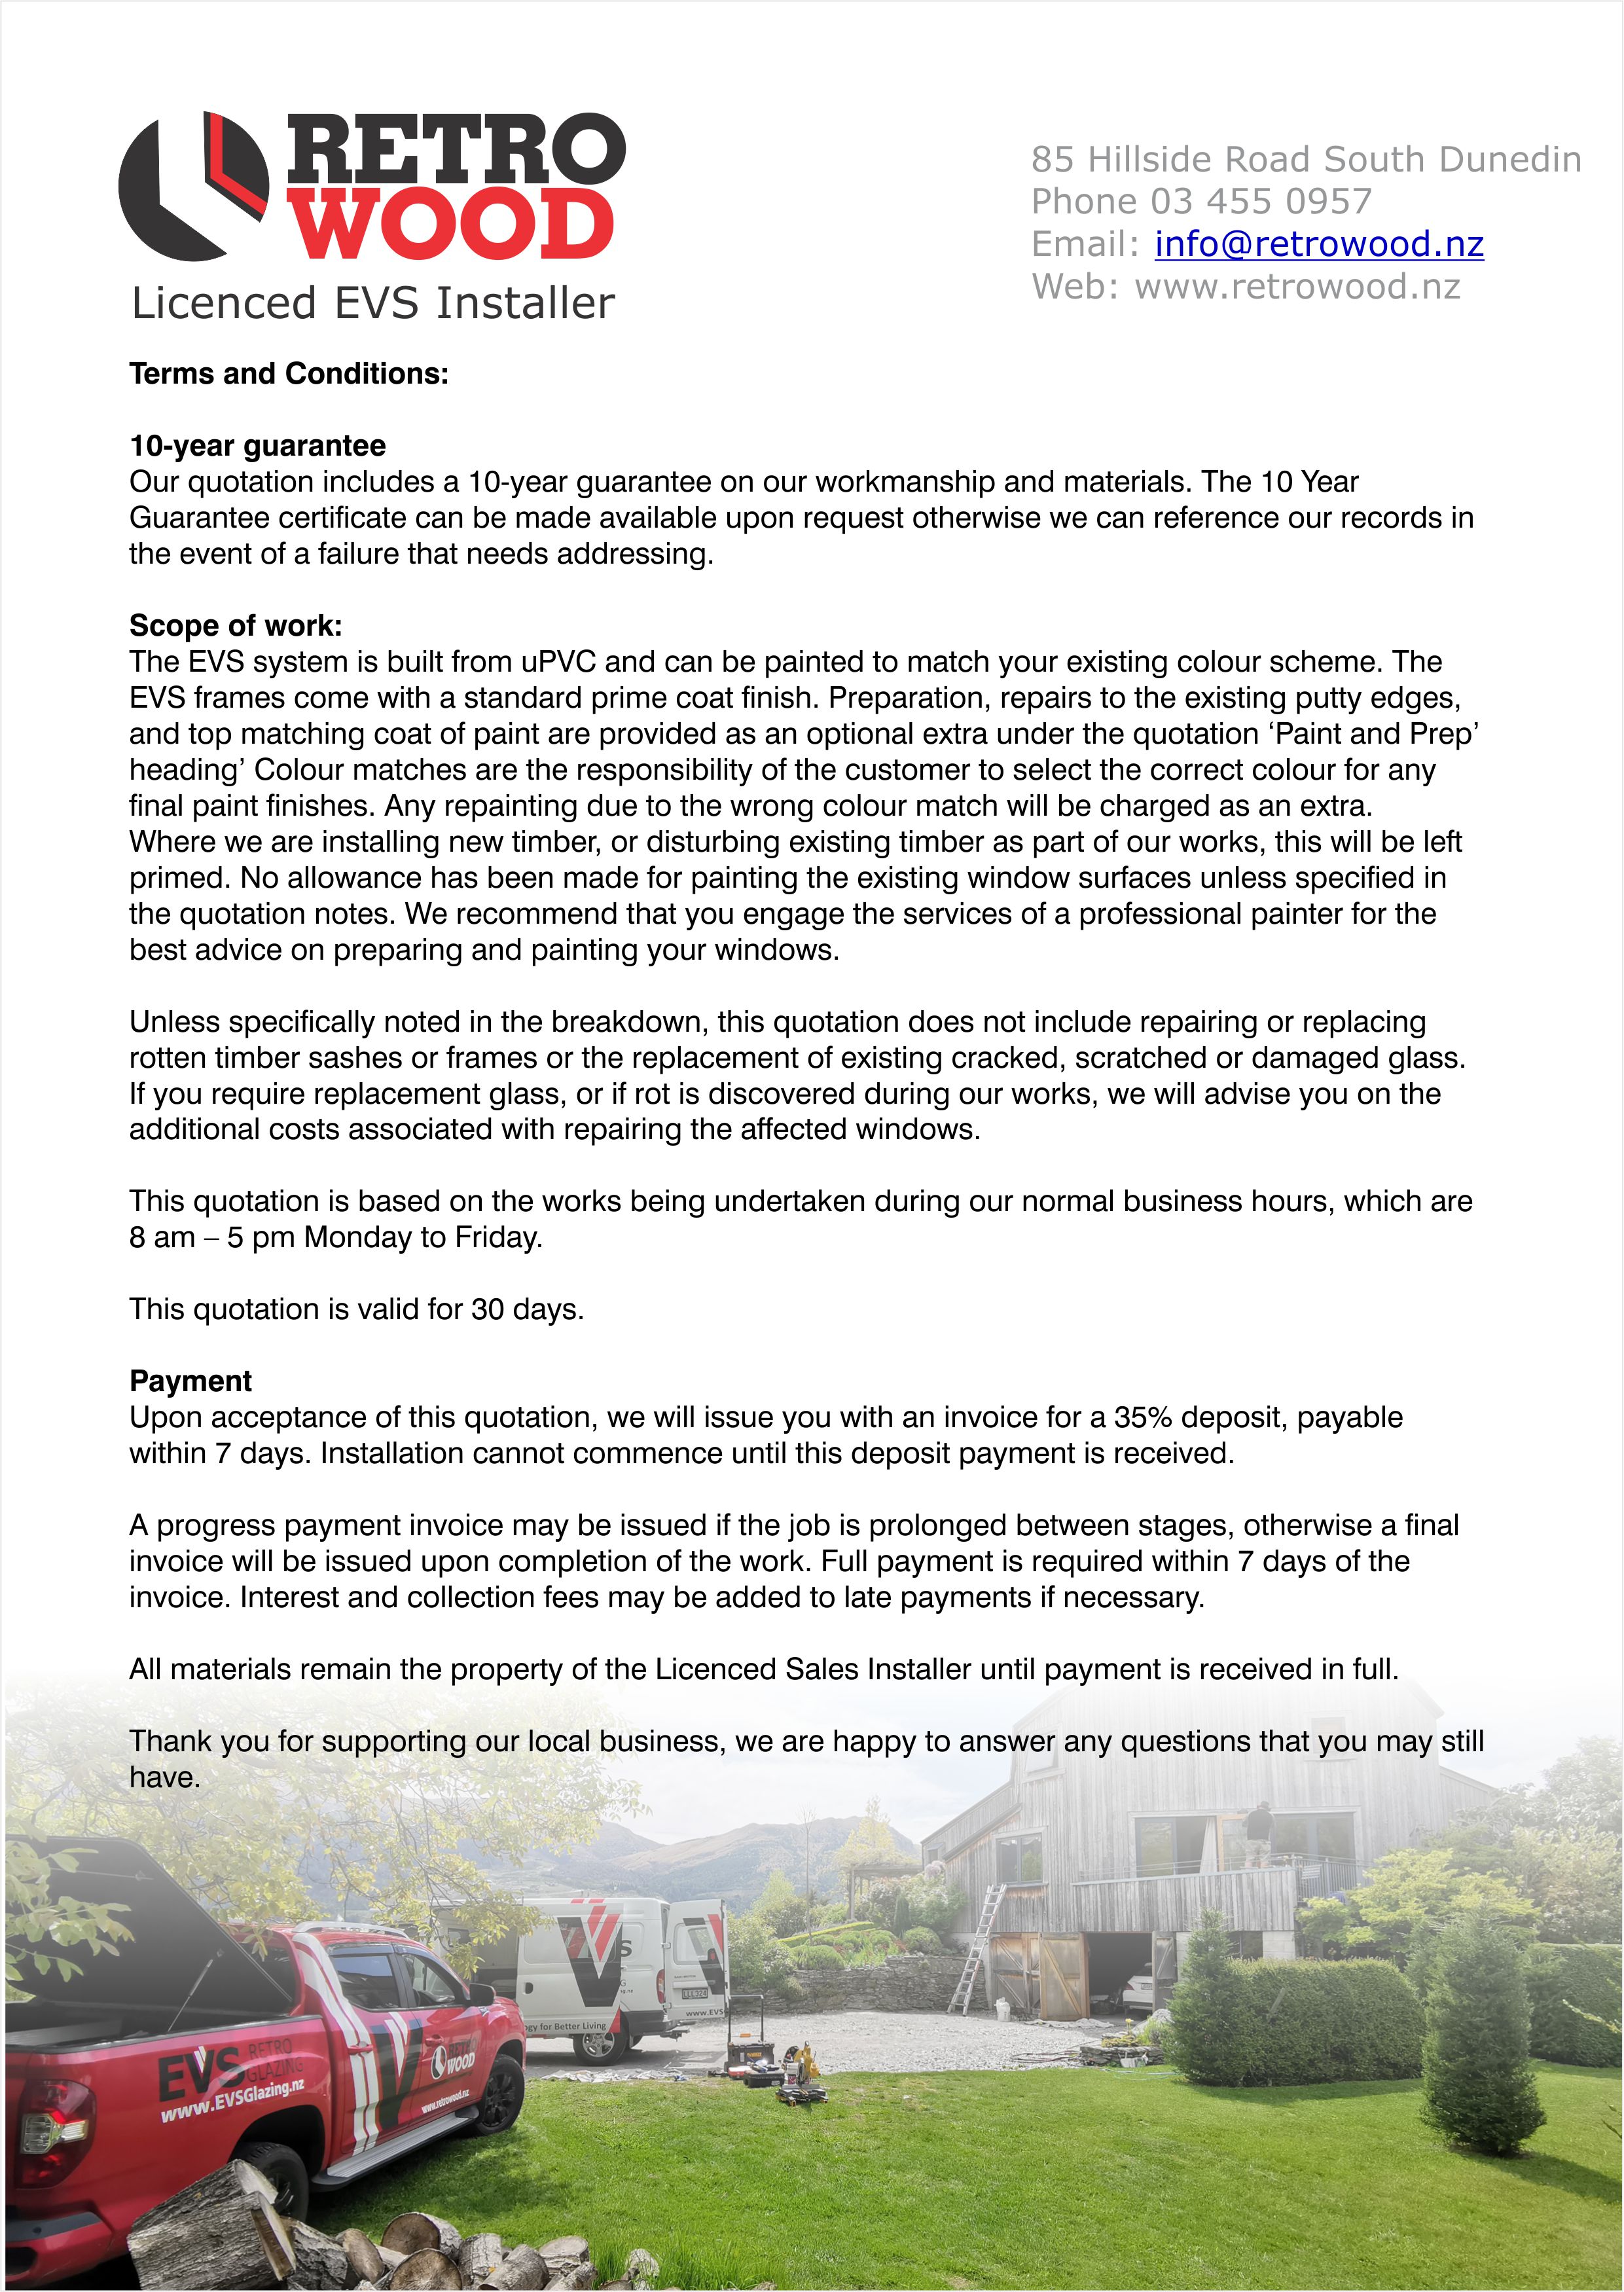 RETRO
WOOD
Licenced EVS Installer
85 Hillside Road South Dunedin
Phone 03 455 0957
Email: info@retrowood.nz
Web: www.retrowood.nz
Terms and Conditions:
10-year guarantee
Our quotation includes a 10-year guarantee on our workmanship and materials. The 10 Year
Guarantee certificate can be made available upon request otherwise we can reference our records in
the event of a failure that needs addressing.
Scope of work:
The EVS system is built from uPVC and can be painted to match your existing colour scheme. The
EVS frames come with a standard prime coat finish. Preparation, repairs to the existing putty edges,
and top matching coat of paint are provided as an optional extra under the quotation ‘Paint and Prep’
heading’ Colour matches are the responsibility of the customer to select the correct colour for any
final paint finishes. Any repainting due to the wrong colour match will be charged as an extra.
Where we are installing new timber, or disturbing existing timber as part of our works, this will be left
primed. No allowance has been made for painting the existing window surfaces unless specified in
the quotation notes. We recommend that you engage the services of a professional painter for the
best advice on preparing and painting your windows.
Unless specifically noted in the breakdown, this quotation does not include repairing or replacing
rotten timber sashes or frames or the replacement of existing cracked, scratched or damaged glass.
If you require replacement glass, or if rot is discovered during our works, we will advise you on the
additional costs associated with repairing the affected windows.
This quotation is based on the works being undertaken during our normal business hours, which are
8 am – 5 pm Monday to Friday.
This quotation is valid for 30 days.
Payment
Upon acceptance of this quotation, we will issue you with an invoice for a 35% deposit, payable
within 7 days. Installation cannot commence until this deposit payment is received.
A progress payment invoice may be issued if the job is prolonged between stages, otherwise a final
invoice will be issued upon completion of the work. Full payment is required within 7 days of the
invoice. Interest and collection fees may be added to late payments if necessary.
All materials remain the property of the Licenced Sales Installer until payment is received in full.
Thank you for supporting our local business, we are happy to answer any questions that you may still
have.
for Better Living
www.EVS
EVS RETRO
GLAZING
www.EVSGlazing.nz
RETRO
WOOD
www.retrowood.nz